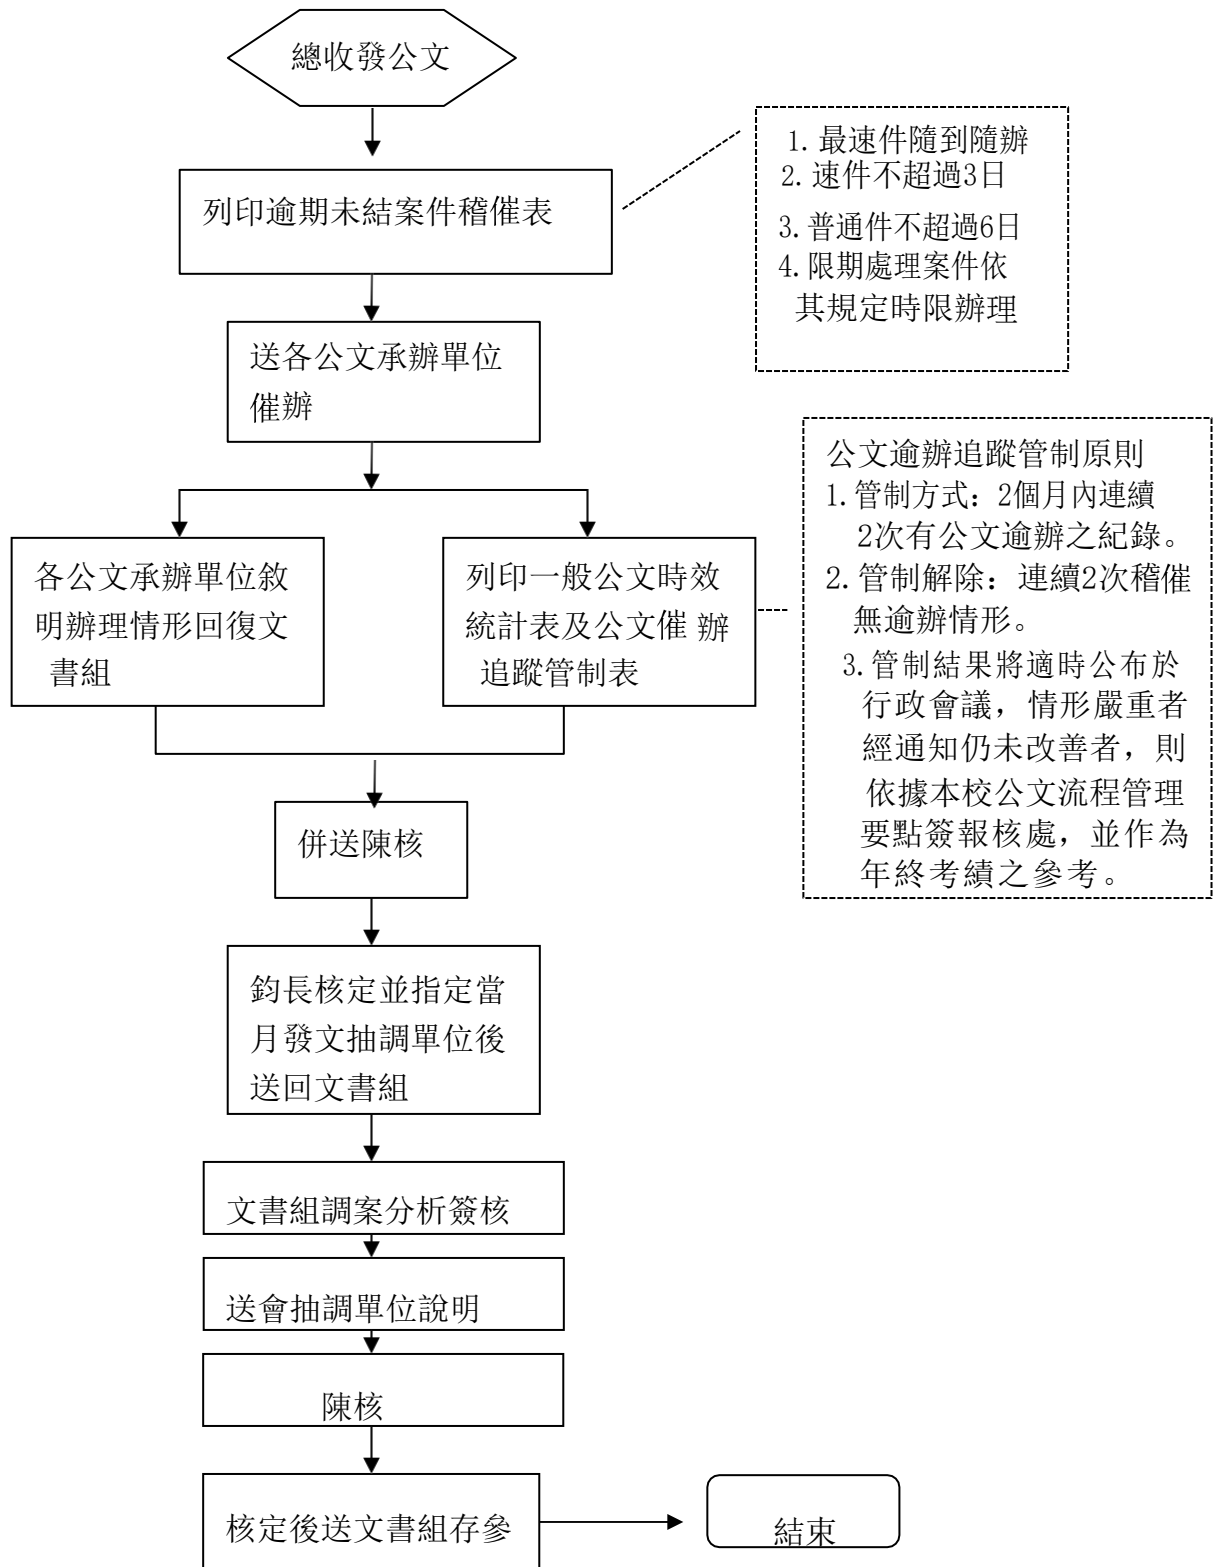 總收發公文
列印逾期未結案件稽催表
1.最速件隨到隨辦
2.速件不超過3日
3.普通件不超過6日
4.限期處理案件依
其規定時限辦理
送各公文承辦單位
催辦
公文逾辦追蹤管制原則
1.管制方式：2個月內連續
2次有公文逾辦之紀錄。
2.管制解除：連續2次稽催
無逾辦情形。
3.管制結果將適時公布於
行政會議，情形嚴重者
經通知仍未改善者，則
依據本校公文流程管理
要點簽報核處，並作為
年終考績之參考。
各公文承辦單位敘
明辦理情形回復文
書組
列印一般公文時效
統計表及公文催 辦
追蹤管制表
併送陳核
鈞長核定並指定當
月發文抽調單位後
送回文書組
文書組調案分析簽核
送會抽調單位說明
陳核
核定後送文書組存參
結束